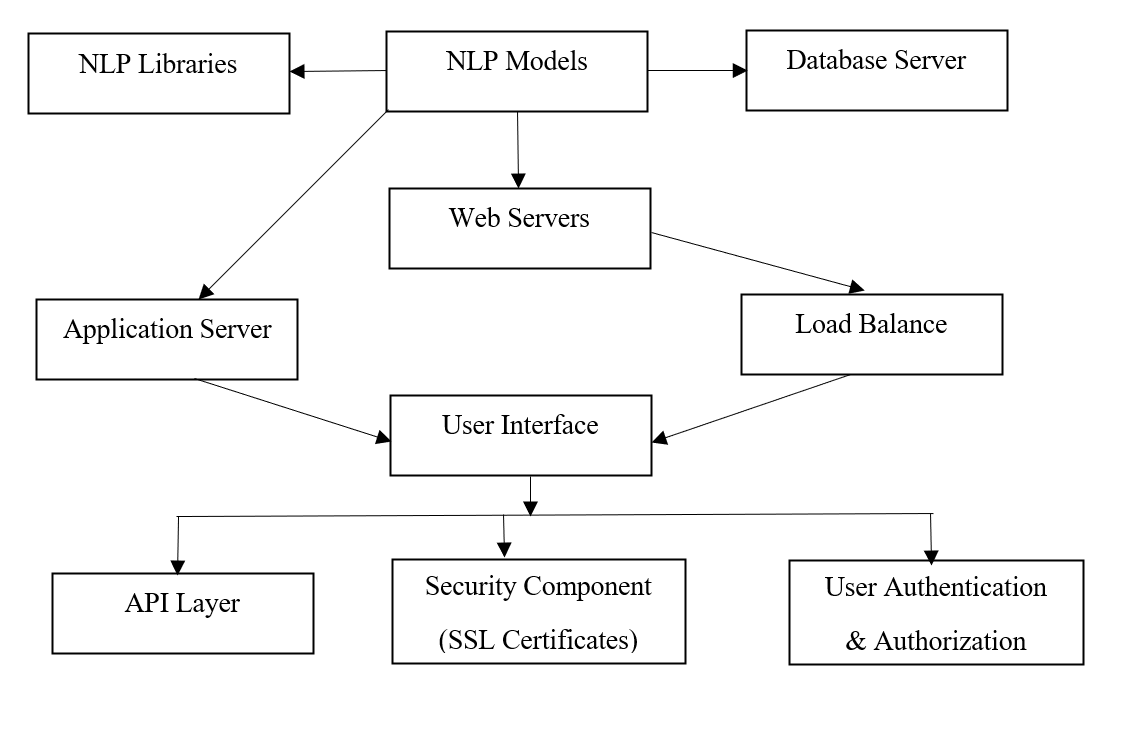 NLP Libraries
NLP Models
Database Server
Web Servers
Application Server
Load Balance
User Interface
API Layer
Security Component
(SSL Certificates)
User Authentication
& Authorization